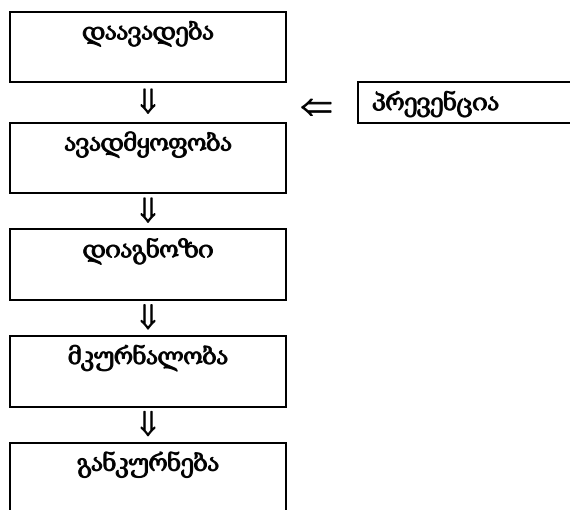 დაავადება
პრევენცია
ავადმყოფობა
დიაგნოზი
მკურნალობა
განკურნება